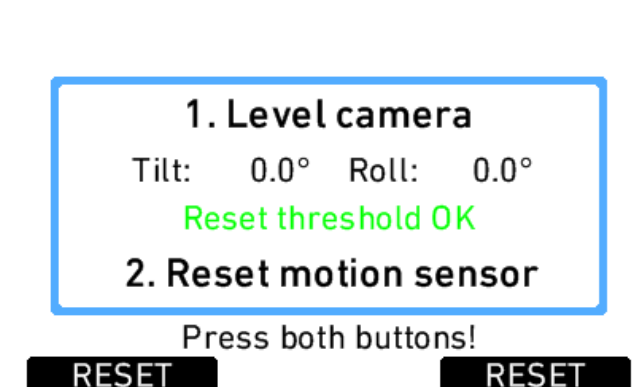 1. Level camera
Tilt: 0.0° Roll: 0.0°
Reset threshold OK
2. Reset motion sensor
Press both buttons!
RESET RESET